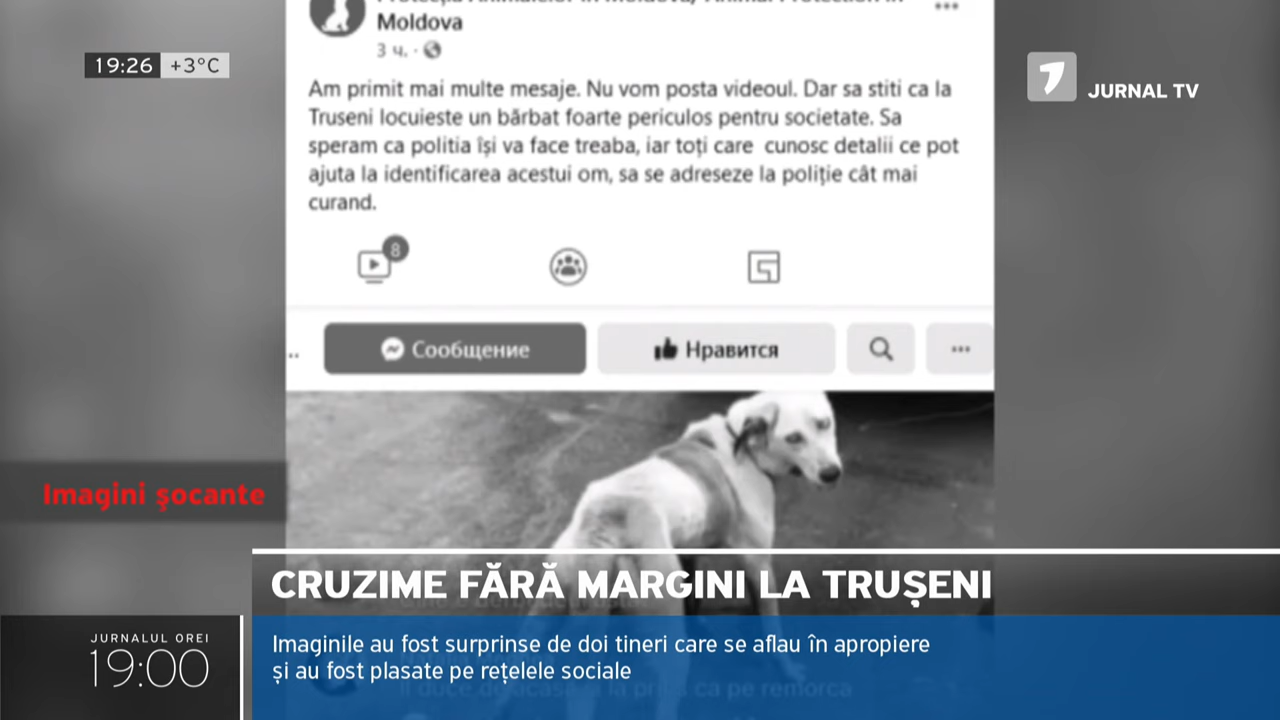 Moldova
3 ч.
19:26 +3°C
JURNAL TV
Am primit mai multe mesaje. Nu vom posta videoul. Dar sa stiti ca la
Truseni locuieste un bărbat foarte periculos pentru societate. Sa
speram ca politia își va face treaba, iar toți care cunosc detalii ce pot
ajuta la identificarea acestui om, sa se adreseze la poliție cât mai
curand.
8
Сообщение
Нравится
Imagini şocante
CRUZIME FĂRĂ MARGINI LA TRUȘENI
JURNALUL OREI
19:00
Imaginile au fost surprinse de doi tineri care se aflau în apropiere
și au fost plasate pe rețelele sociale